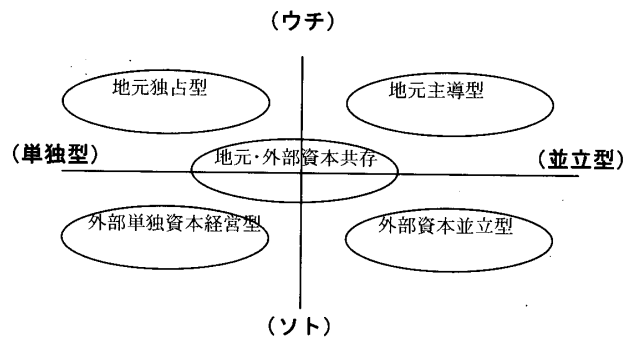 （ウチ）
地元独占型
地元主導型
（単独型）
地元・外部資本共存
（並立型）
外部単独資本経営型
外部資本並立型
（ソト）